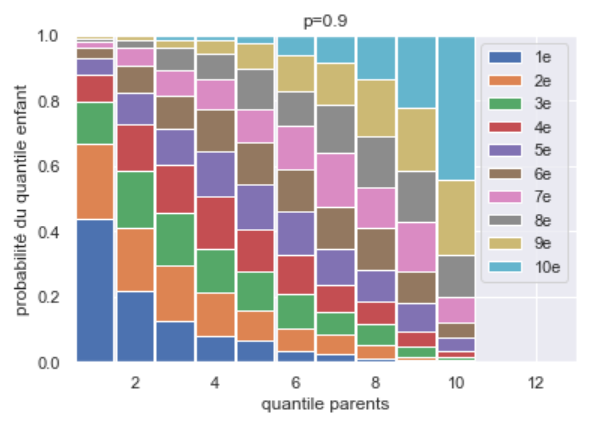 p=0.9
1.0
0.8
0.6
0.4
0.2
0.0
probabilité du quantile enfant
2
4
6
8
10
12
quantile parents
1e
2e
3e
4e
5e
6e
7e
8e
9e
10e